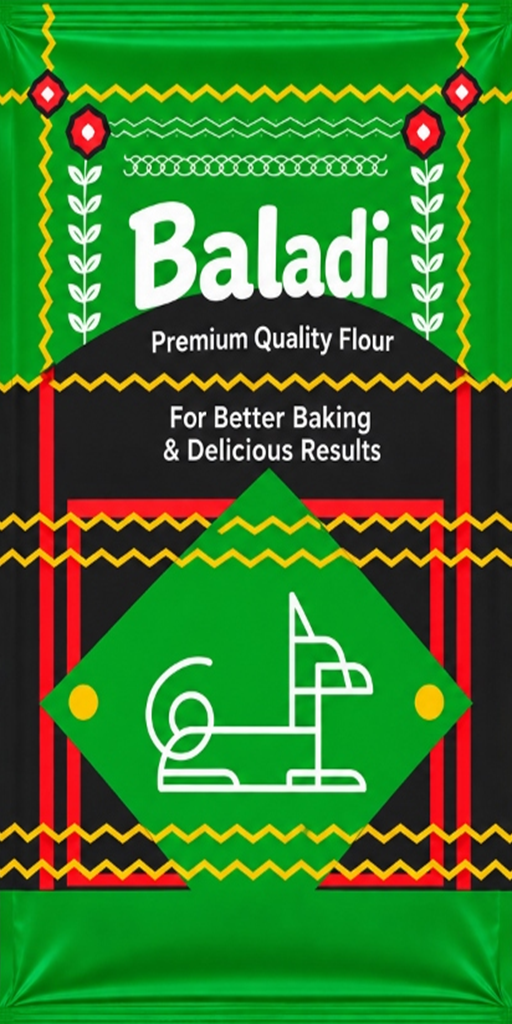 Baladi
Premium Quality Flour
For Better Baking
& Delicious Results